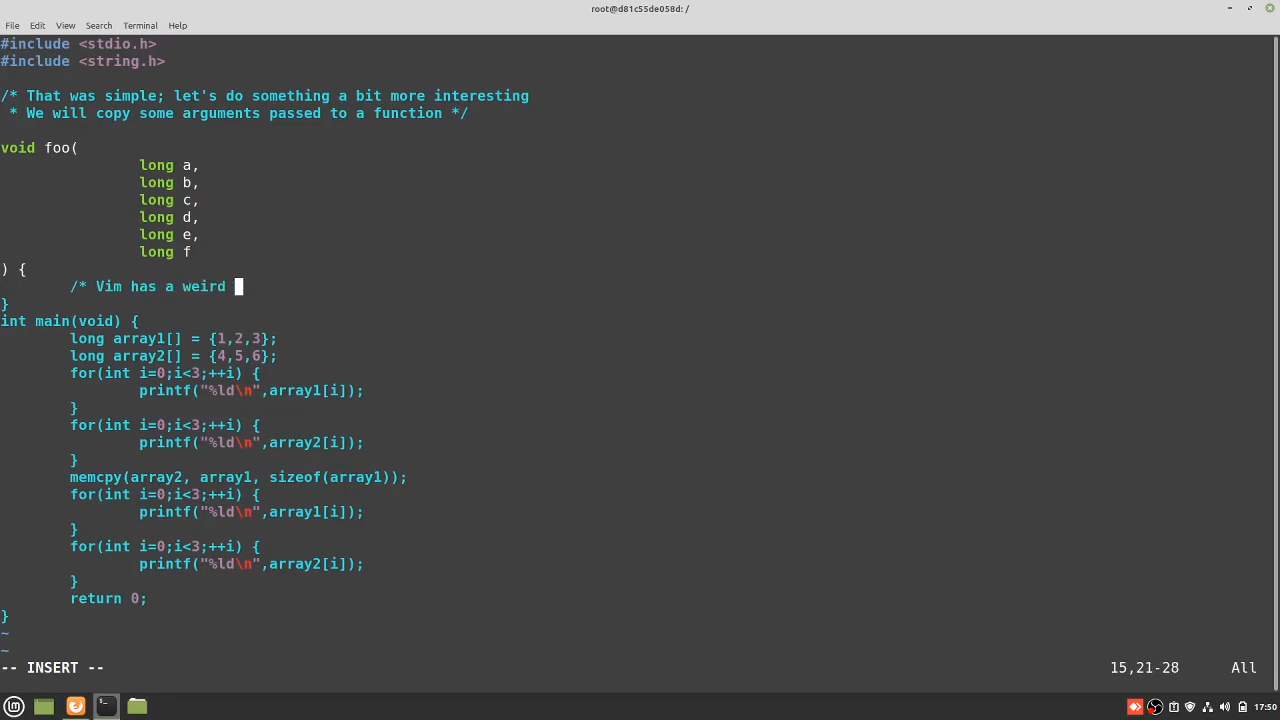 root@d81c55de058d: /
File Edit View Search Terminal Help
#include <stdio.h>
#include <string.h>
/* That was simple; let's do something a bit more interesting
 * We will copy some arguments passed to a function */
void foo(
                long a,
                long b,
                long c,
                long d,
                long e,
                long f
) {
        /* Vim has a weird
}
int main(void) {
        long array1[] = {1,2,3};
        long array2[] = {4,5,6};
        for(int i=0;i<3;++i) {
                printf("%ld\n",array1[i]);
        }
        for(int i=0;i<3;++i) {
                printf("%ld\n",array2[i]);
        }
        memcpy(array2, array1, sizeof(array1));
        for(int i=0;i<3;++i) {
                printf("%ld\n",array1[i]);
        }
        for(int i=0;i<3;++i) {
                printf("%ld\n",array2[i]);
        }
        return 0;
}
~
~
-- INSERT -- 15,21-28 All
17:50